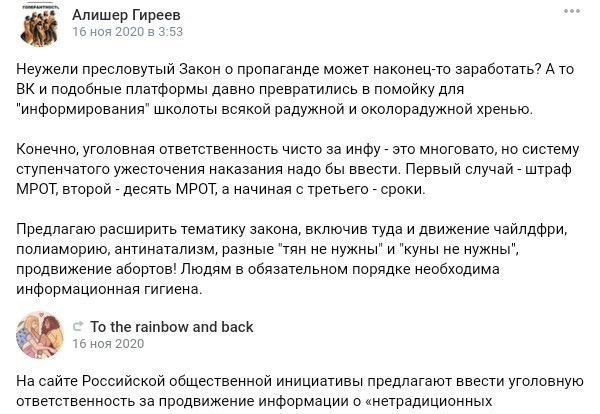 ТОЛЕРАНТНОСТЬ
Алишер Гиреев
16 ноя 2020 в 3:53
Неужели пресловутый Закон о пропаганде может наконец-то заработать? А то
ВК и подобные платформы давно превратились в помойку для
"информирования" школоты всякой радужной и околорадужной хренью.
Конечно, уголовная ответственность чисто за инфу - это многовато, но систему
ступенчатого ужесточения наказания надо бы ввести. Первый случай - штраф
МРОТ, второй - десять МРОТ, а начиная с третьего - сроки.
Предлагаю расширить тематику закона, включив туда и движение чайлдфри,
полиаморию, антинатализм, разные "тян не нужны" и "куны не нужны",
продвижение абортов! Людям в обязательном порядке необходима
информационная гигиена.
To the rainbow and back
16 ноя 2020
На сайте Российской общественной инициативы предлагают ввести уголовную
ответственность за продвижение информации о «нетрадиционных